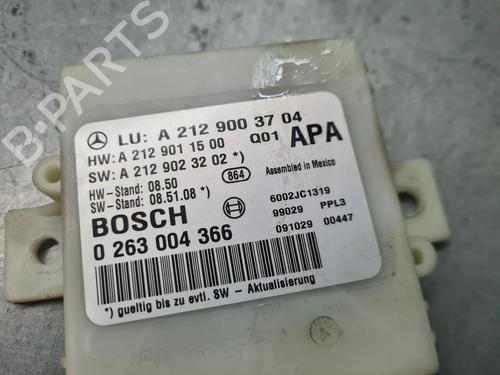 B-PARTS
LU: A 212 900 37 04
HW: A 212 901 15 00 Q01 APA
SW: A 212 902 32 02 *)
HW-Stand: 08.50 864 Assembled in Mexico
SW-Stand: 08.51.08 *)
BOSCH 6002JC1319
99029 PPL3
0 263 004 366 091029 00447
*) gueltig bis zu evtl. SW - Aktualisierung